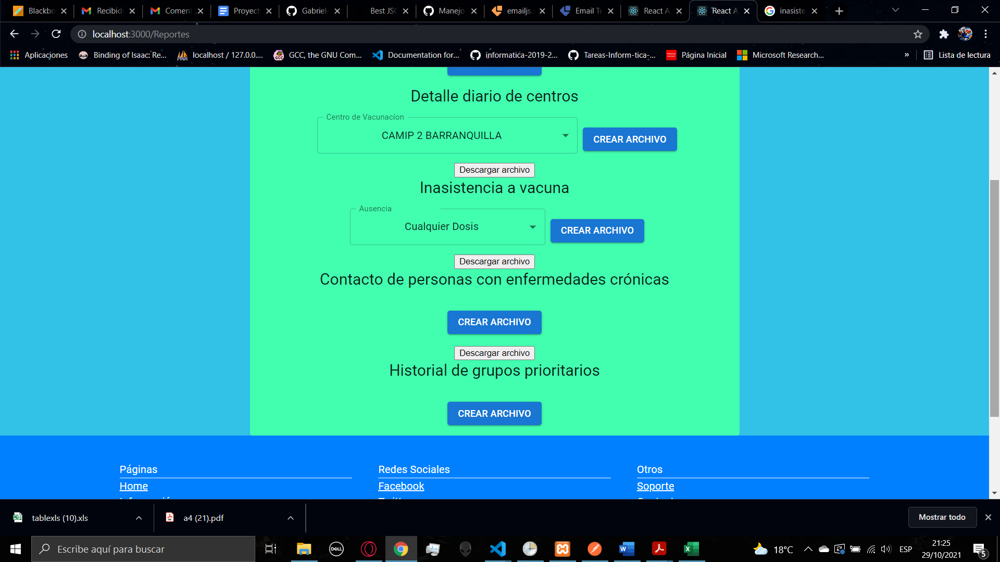 Blackbo
Recibid
Coment
Proyect
Gabriel-
Best JSO
Manejo
emailjs
Email Te
React A
React A
inasiste
localhost:3000/Reportes
Aplicaciones
Binding of Isaac: Re...
localhost / 127.0.0....
GCC, the GNU Com...
Documentation for...
informatica-2019-2...
Tareas-Inform-tica-...
Página Inicial
Microsoft Research...
»
Lista de lectura
Detalle diario de centros
Centro de Vacunacíon
CAMIP 2 BARRANQUILLA
CREAR ARCHIVO
Descargar archivo
Inasistencia a vacuna
Ausencia
Cualquier Dosis
CREAR ARCHIVO
Descargar archivo
Contacto de personas con enfermedades crónicas
CREAR ARCHIVO
Descargar archivo
Historial de grupos prioritarios
CREAR ARCHIVO
Páginas
Home
Redes Sociales
Facebook
Otros
Soporte
tablexls (10).xls
a4 (21).pdf
Mostrar todo
Escribe aquí para buscar
DELL
18°C
ESP
21:25
29/10/2021
5